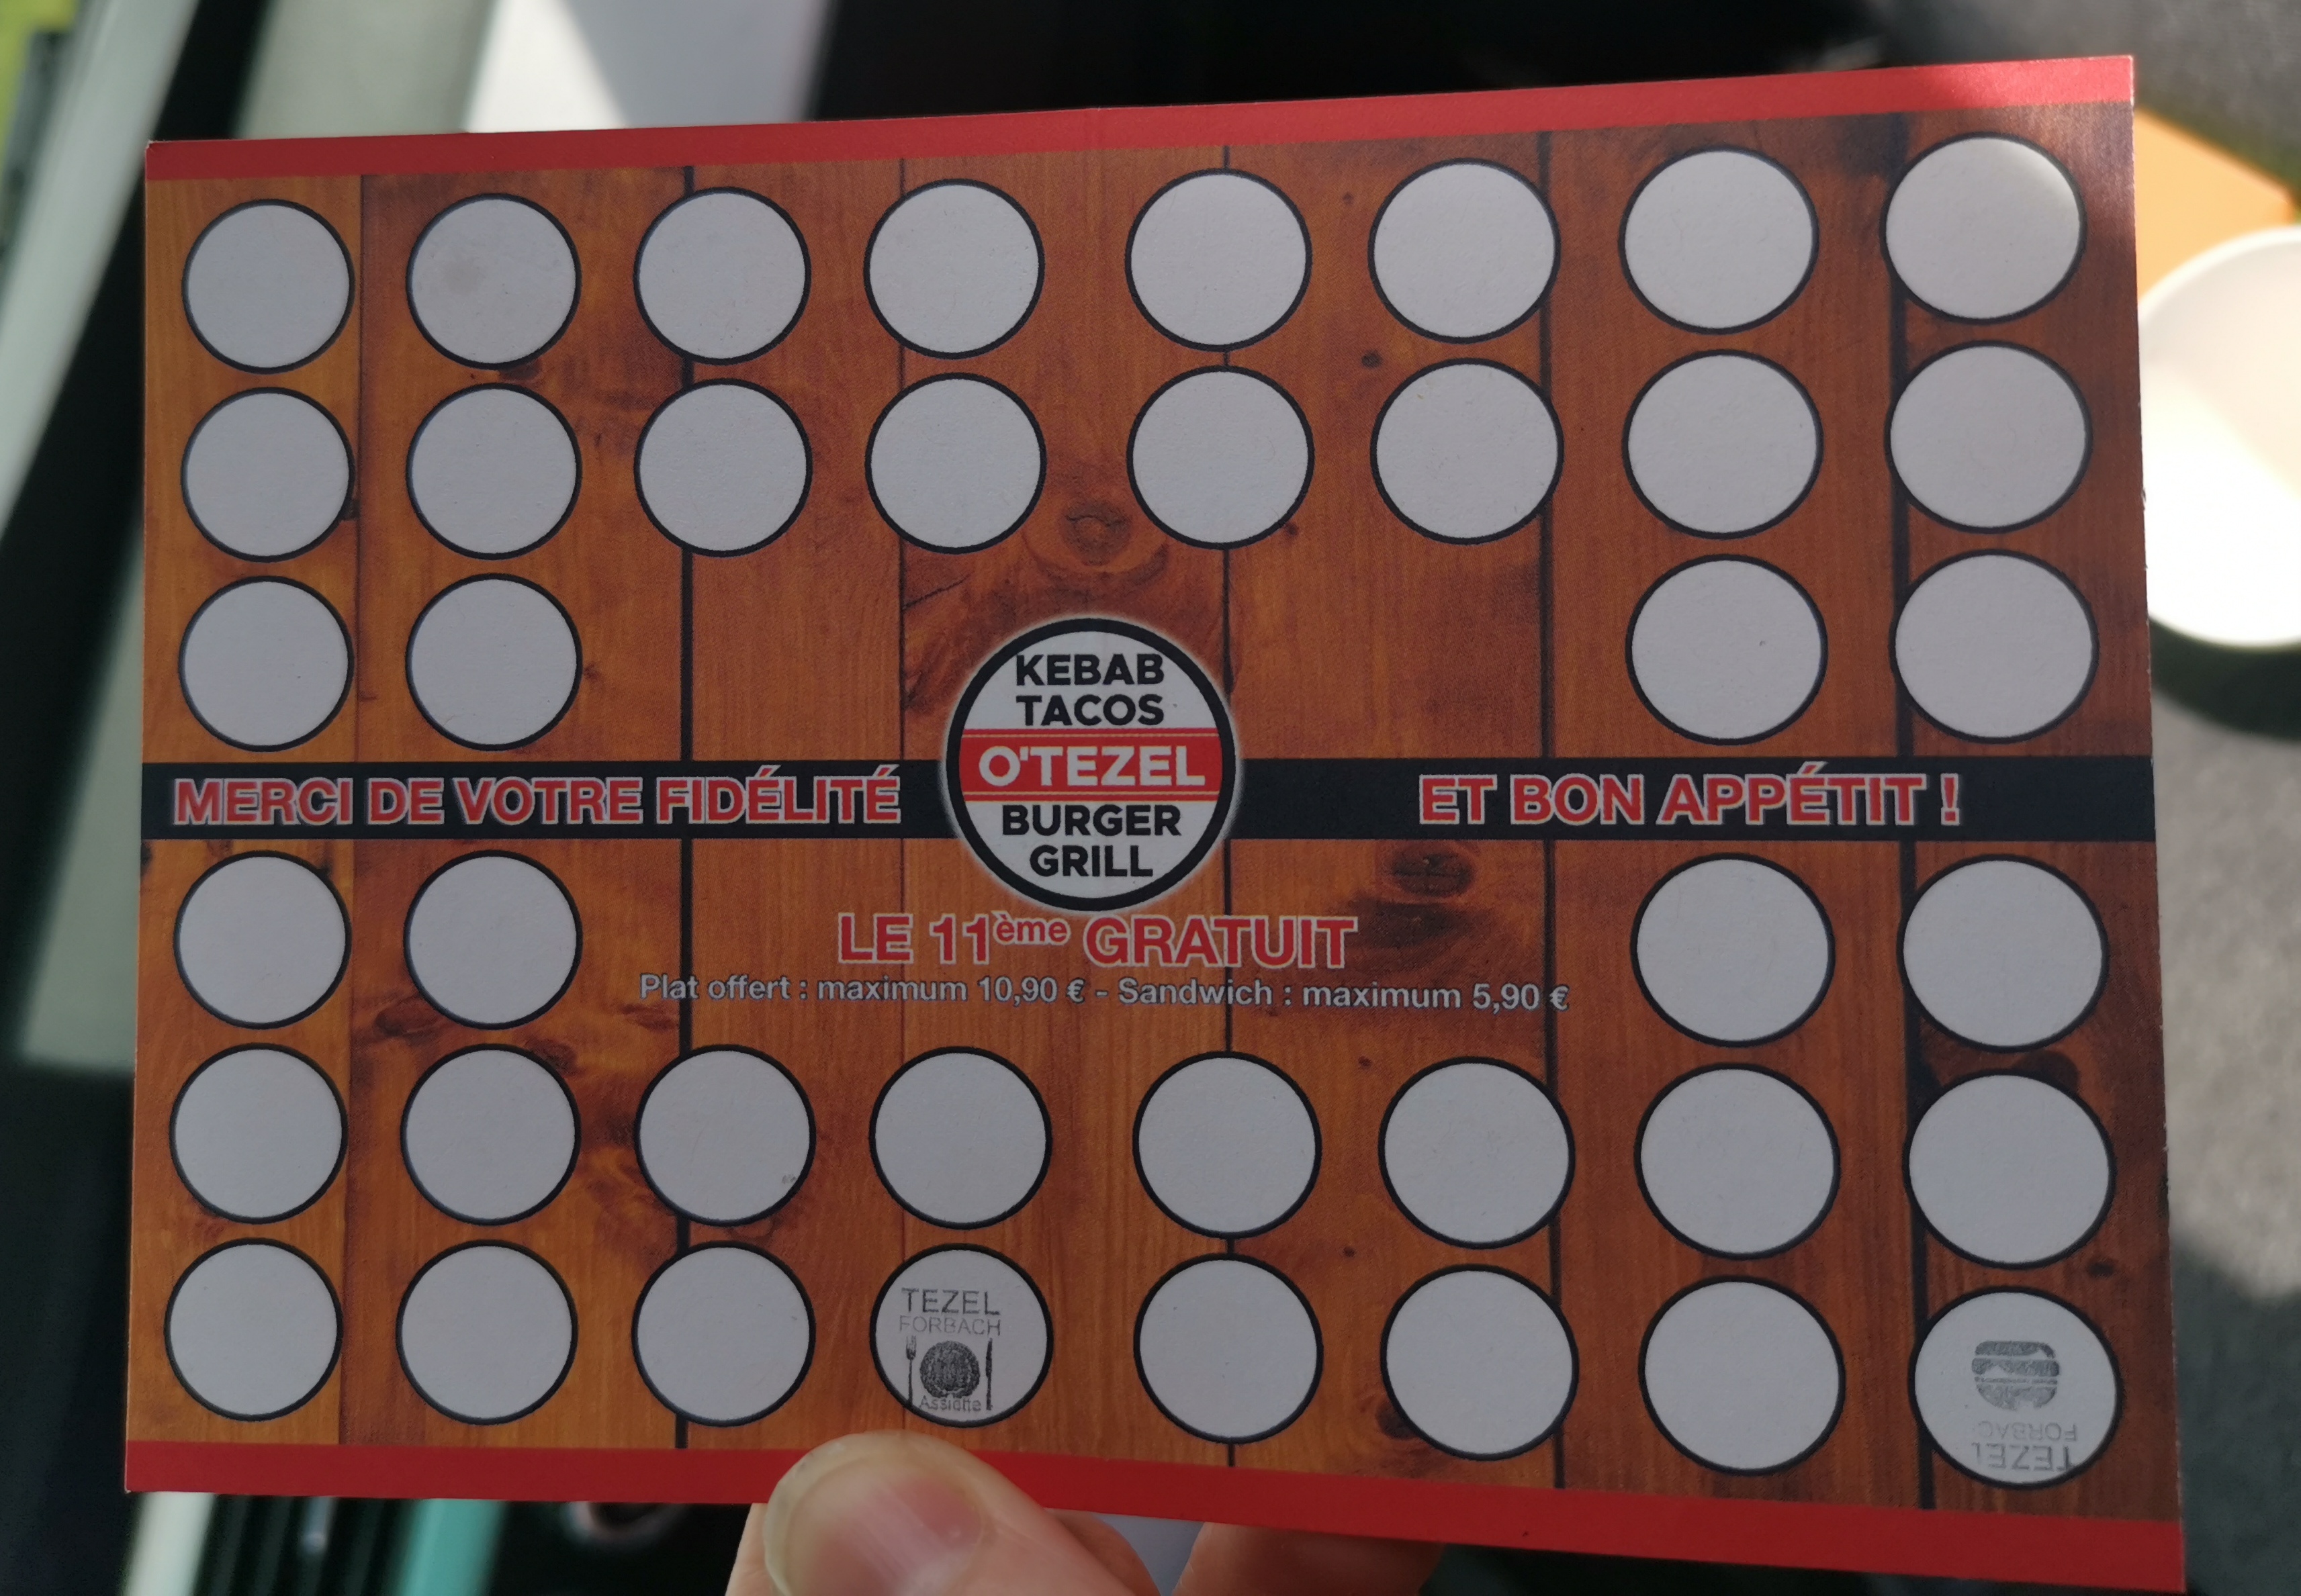 KEBAB
TACOS
O'TEZEL
BURGER
GRILL
MERCI DE VOTRE FIDÉLITÉ
ET BON APPÉTIT !
LE 11ème GRATUIT
Plat offert : maximum 10,90 € - Sandwich : maximum 5,90 €
TEZEL
FORBACH
Assiette
TEZEL
FORBAC